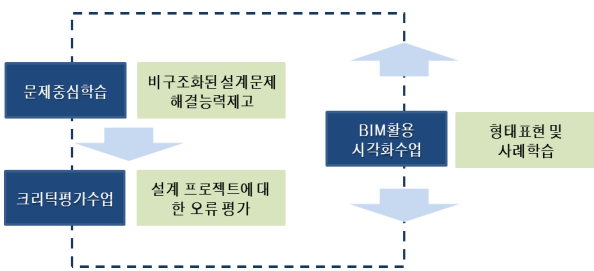 문제중심학습
비구조화된 설계문제
해결능력제고
BIM활용
시각화수업
형태표현 및
사례학습
크리틱평가수업
설계 프로젝트에 대
한 오류 평가